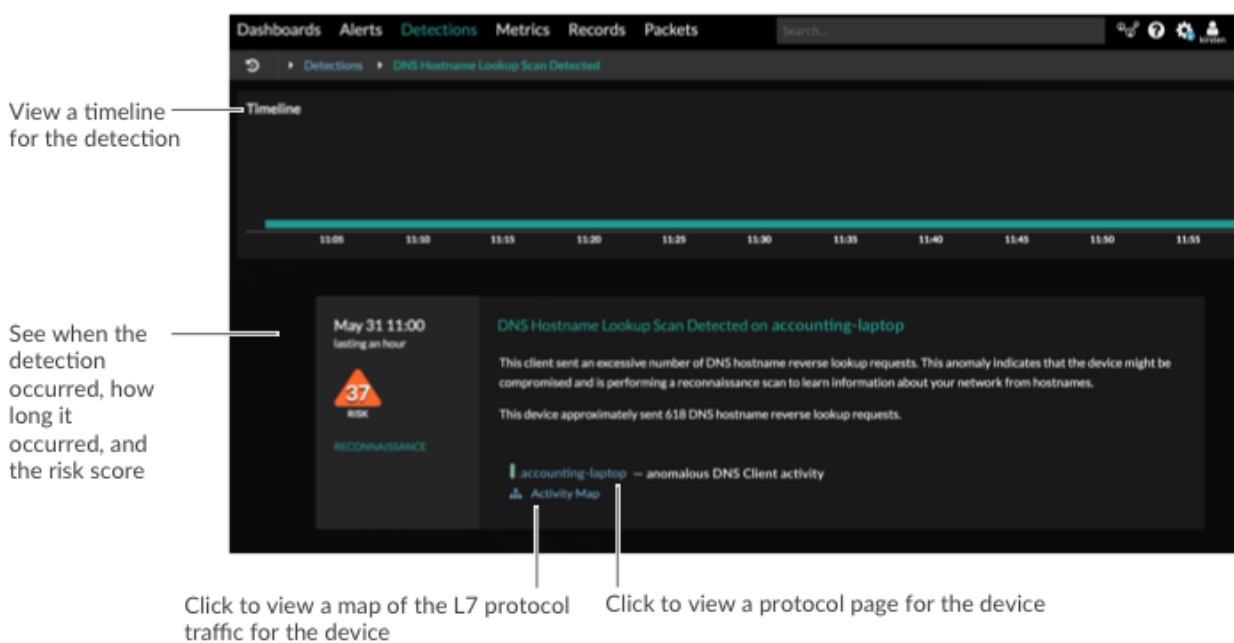 Dashboards Alerts Detections Metrics Records Packets Search...
kirsten
Detections DNS Hostname Lookup Scan Detected
View a timeline
for the detection
Timeline
11:05 11:10 11:15 11:20 11:25 11:30 11:35 11:40 11:45 11:50 11:55
See when the
detection
occurred, how
long it
occurred, and
the risk score
May 31 11:00
lasting an hour
37
RISK
RECONNAISSANCE
DNS Hostname Lookup Scan Detected on accounting-laptop
This client sent an excessive number of DNS hostname reverse lookup requests. This anomaly indicates that the device might be
compromised and is performing a reconnaissance scan to learn information about your network from hostnames.
This device approximately sent 618 DNS hostname reverse lookup requests.
accounting-laptop — anomalous DNS Client activity
Activity Map
Click to view a map of the L7 protocol
traffic for the device
Click to view a protocol page for the device